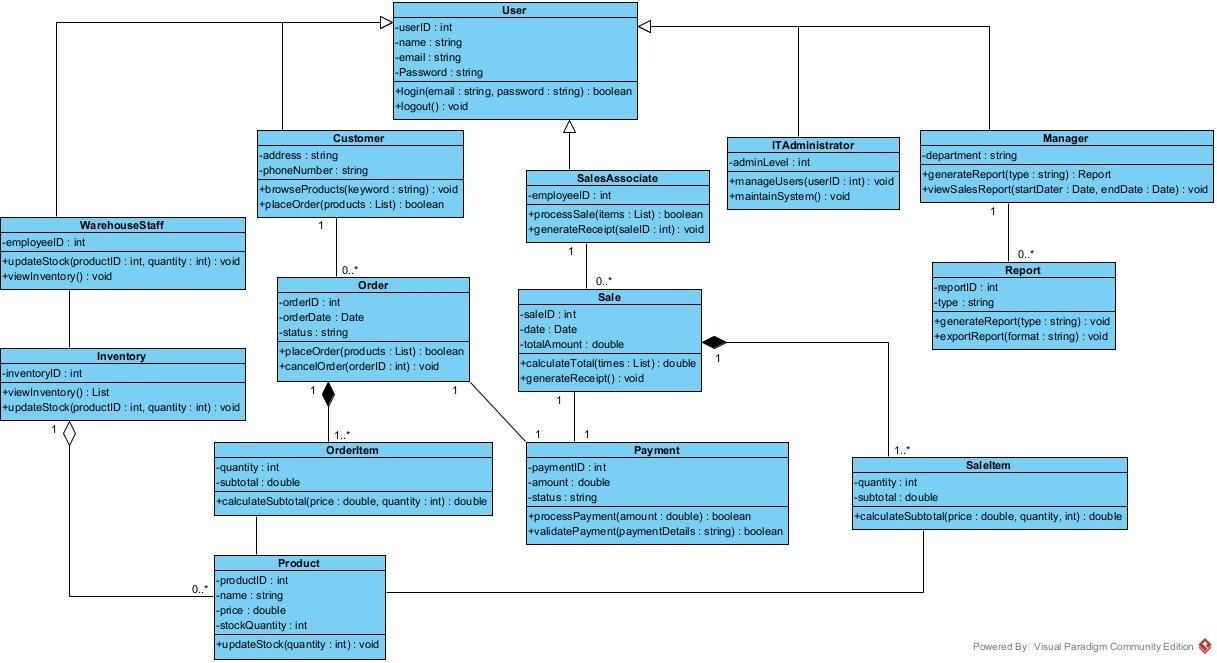 User
-userID : int
-name : string
-email : string
-Password : string
+login(email : string, password : string) : boolean
+logout() : void
Customer
-address : string
-phoneNumber : string
+browseProducts(keyword : string) : void
+placeOrder(products : List) : boolean
1
0..*
SalesAssociate
-employeeID : int
+processSale(items : List) : boolean
+generateReceipt(saleID : int) : void
1
0..*
ITAdministrator
-adminLevel : int
+manageUsers(userID : int) : void
+maintainSystem() : void
Manager
-department : string
+generateReport(type : string) : Report
+viewSalesReport(startDater : Date, endDate : Date) : void
1
0..*
WarehouseStaff
-employeeID : int
+updateStock(productID : int, quantity : int) : void
+viewInventory() : void
Order
-orderID : int
-orderDate : Date
-status : string
+placeOrder(products : List) : boolean
+cancelOrder(orderID : int) : void
1
1..*
1
1
Sale
-saleID : int
-date : Date
-totalAmount : double
+calculateTotal(times : List) : double
+generateReceipt() : void
1
1
1
1..*
Report
-reportID : int
-type : string
+generateReport(type : string) : void
+exportReport(format : string) : void
Inventory
-inventoryID : int
+viewInventory() : List
+updateStock(productID : int, quantity : int) : void
1
0..*
OrderItem
-quantity : int
-subtotal : double
+calculateSubtotal(price : double, quantity : int) : double
Payment
-paymentID : int
-amount : double
-status : string
+processPayment(amount : double) : boolean
+validatePayment(paymentDetails : string) : boolean
SaleItem
-quantity : int
-subtotal : double
+calculateSubtotal(price : double, quantity, int) : double
Product
-productID : int
-name : string
-price : double
-stockQuantity : int
+updateStock(quantity : int) : void
Powered By Visual Paradigm Community Edition